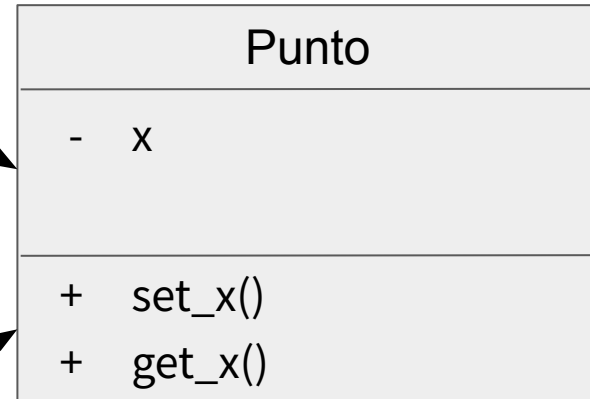 Punto
- x
+ set_x()
+ get_x()